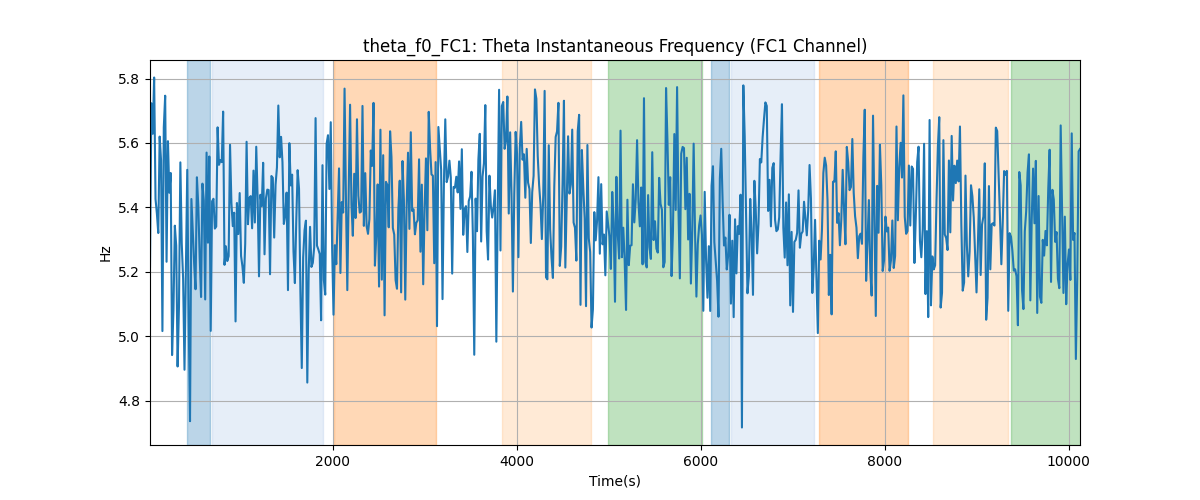 theta_f0_FC1: Theta Instantaneous Frequency (FC1 Channel)
5.8
5.6
5.4
5.2
5.0
4.8
Hz
2000 4000 6000 8000 10000
Time(s)